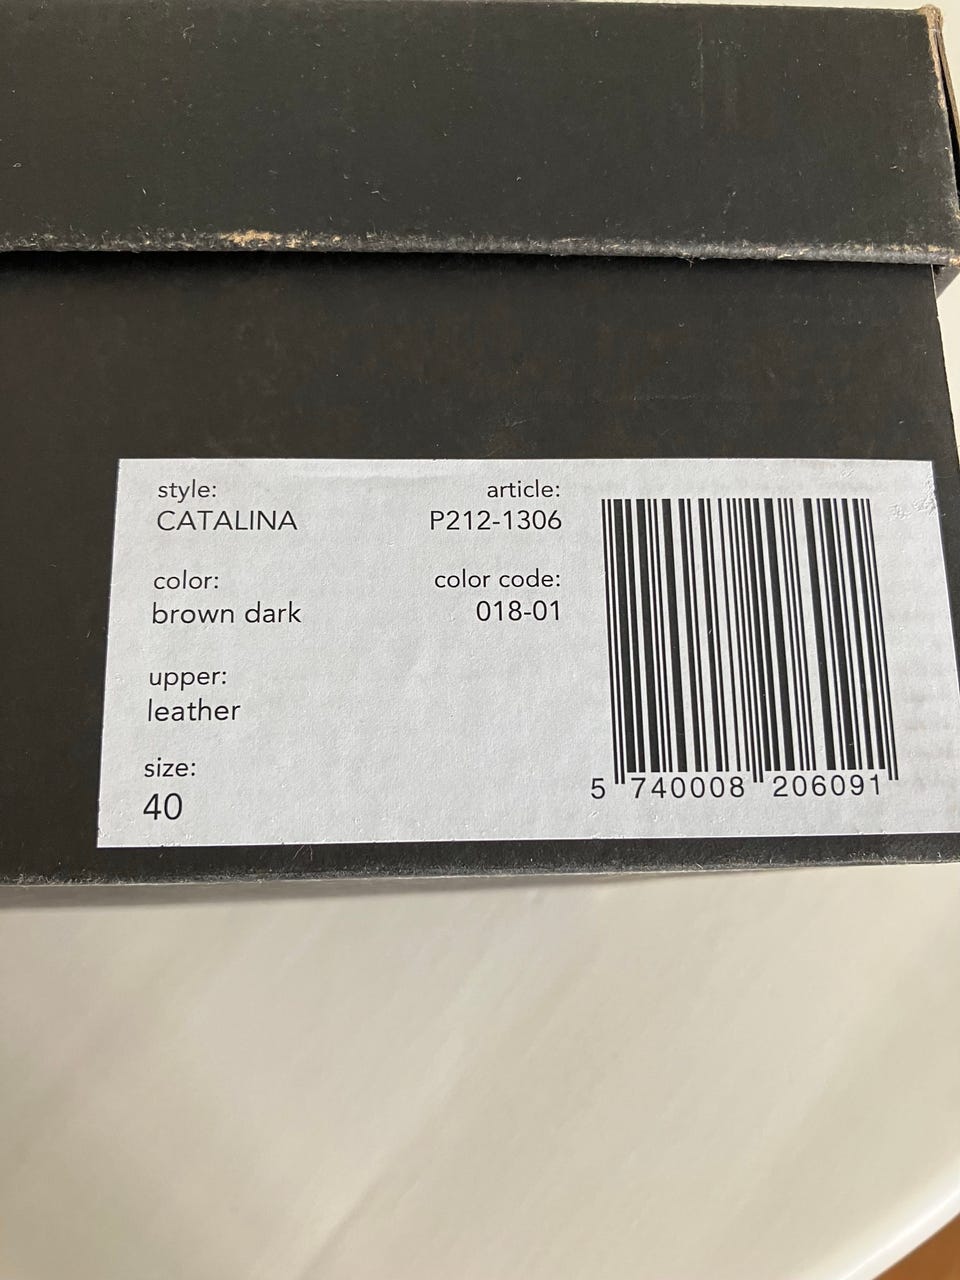 style:
CATALINA
article:
P212-1306
color:
brown dark
color code:
018-01
upper:
leather
size:
40
5 740008 206091